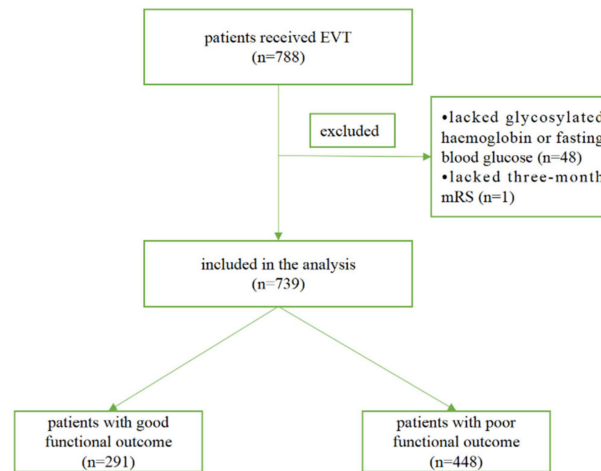 patients received EVT
(n=788)
excluded
•lacked glycosylated
haemoglobin or fasting
blood glucose (n=48)
•lacked three-month
mRS (n=1)
included in the analysis
(n=739)
patients with good
functional outcome
(n=291)
patients with poor
functional outcome
(n=448)